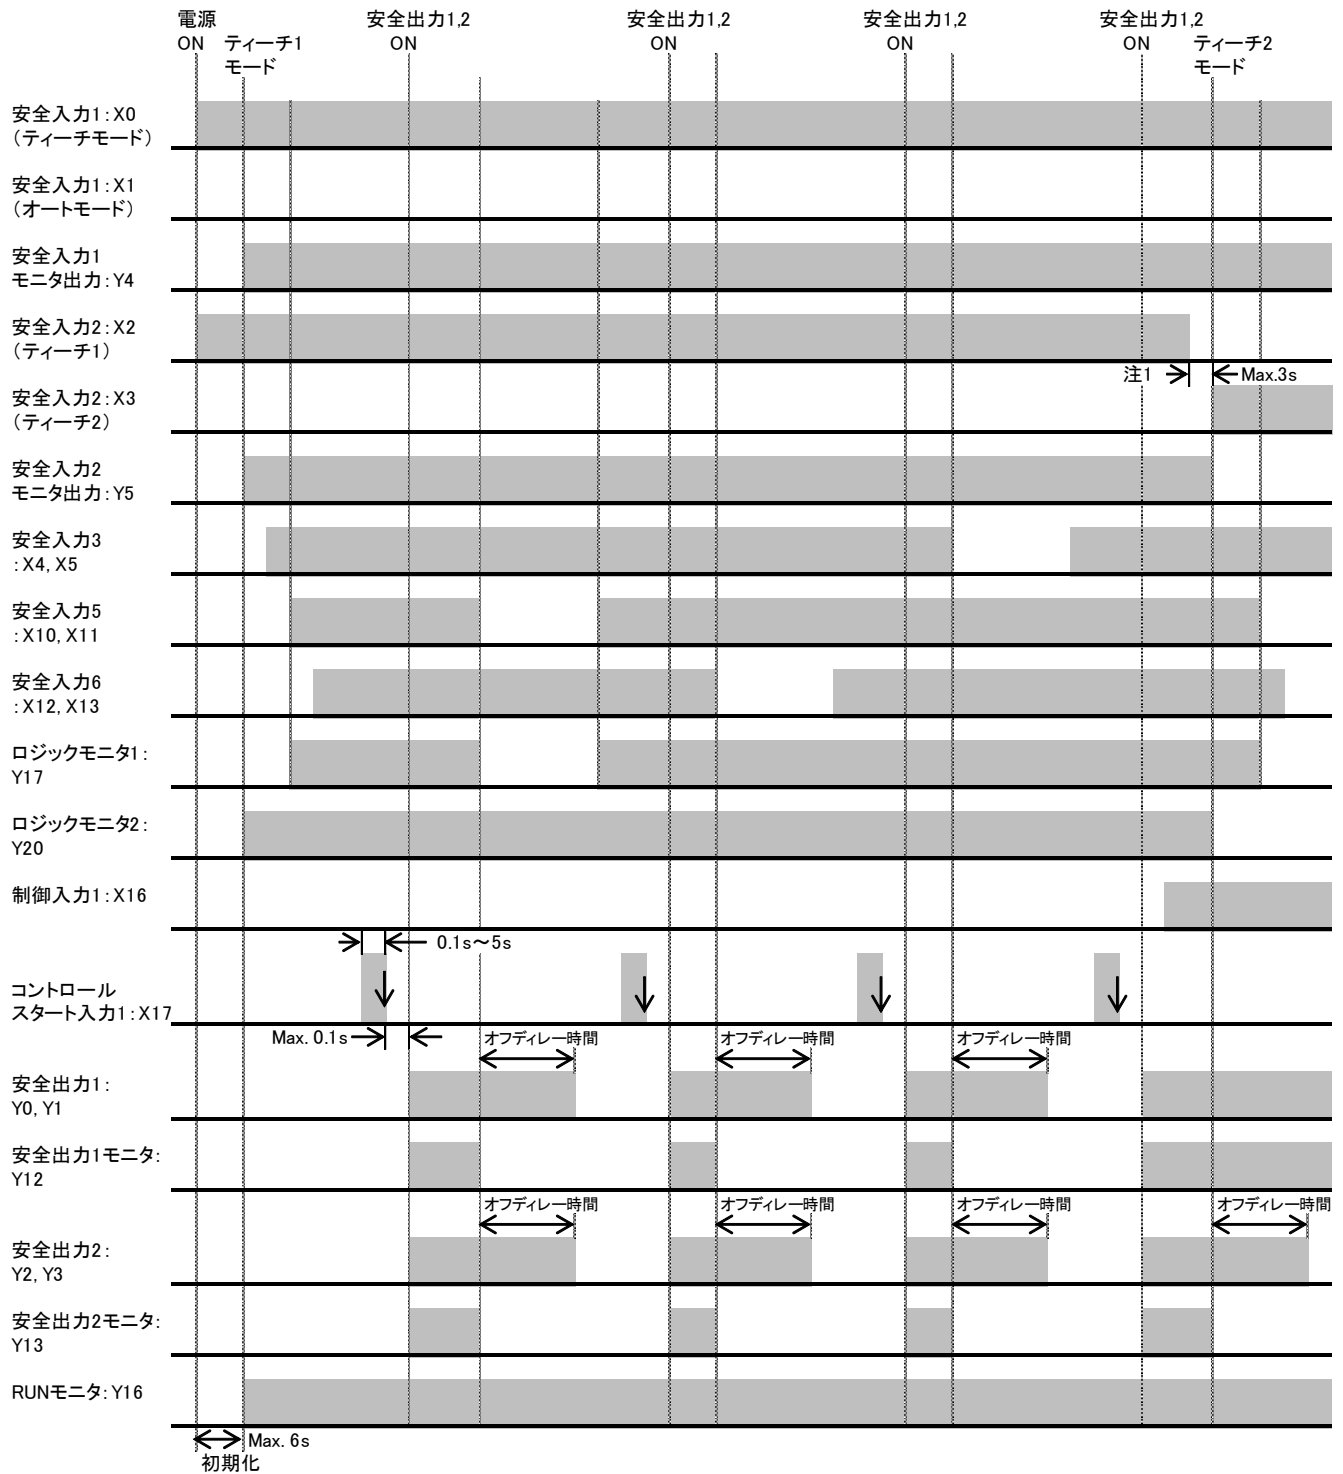 電源
ON
ティーチ1
モード
安全出力1,2
ON
安全出力1,2
ON
安全出力1,2
ON
安全出力1,2
ON
ティーチ2
モード
安全入力1：X0
（ティーチモード）
安全入力1：X1
（オートモード）
安全入力1
モニタ出力：Y4
安全入力2：X2
（ティーチ1）
注1
Max.3s
安全入力2：X3
（ティーチ2）
安全入力2
モニタ出力：Y5
安全入力3
：X4, X5
安全入力5
：X10, X11
安全入力6
：X12, X13
ロジックモニタ1：
Y17
ロジックモニタ2：
Y20
制御入力1：X16
0.1s～5s
コントロール
スタート入力1：X17
Max. 0.1s
オフディレー時間
オフディレー時間
オフディレー時間
安全出力1：
Y0, Y1
安全出力1モニタ：
Y12
オフディレー時間
オフディレー時間
オフディレー時間
オフディレー時間
安全出力2：
Y2, Y3
安全出力2モニタ：
Y13
RUNモニタ：Y16
Max. 6s
初期化